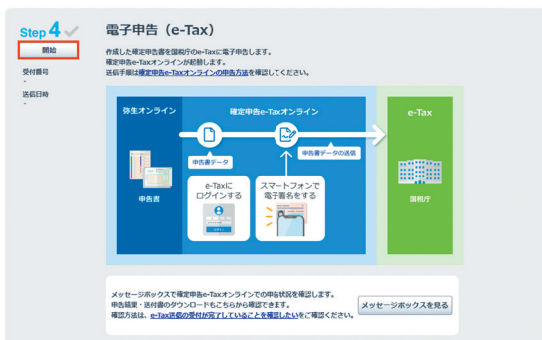 Step 4
開始
受付番号
-
送信日時
-
電子申告（e-Tax）
作成した確定申告書を国税庁のe-Taxに電子申告します。
確定申告e-Taxオンラインが起動します。
送信手順は確定申告e-Taxオンラインの申告方法を確認してください。
弥生オンライン
確定申告e-Taxオンライン
e-Tax
申告書データ
申告書データの送信
申告書
e-Taxに
ログインする
スマートフォンで
電子署名をする
国税庁
メッセージボックスで確定申告e-Taxオンラインでの申告状況を確認します。
申告結果・送付書のダウンロードもこちらから確認できます。
確認方法は、e-Tax送信の受付が完了していることを確認したいをご確認ください。
メッセージボックスを見る